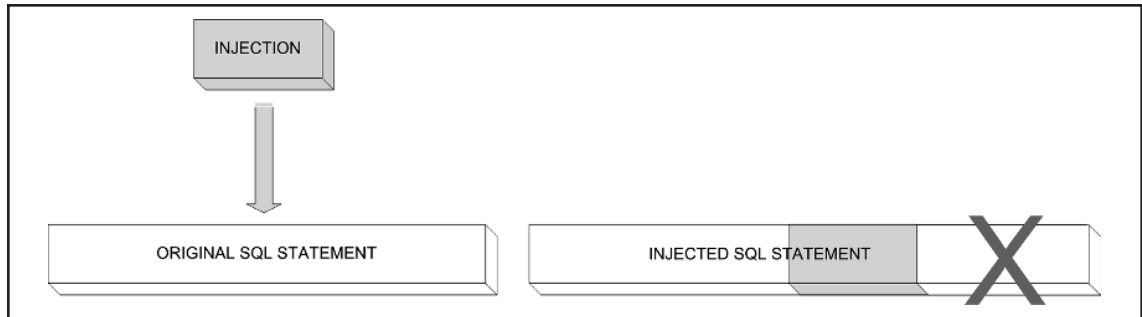 INJECTION
ORIGINAL SQL STATEMENT
INJECTED SQL STATEMENT